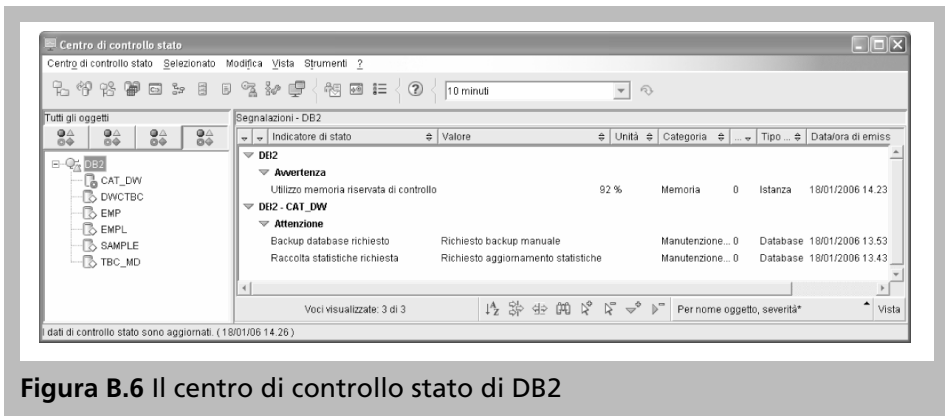 Centro di controllo stato
Centro di controllo stato Selezionato Modifica Vista Strumenti ?
10 minuti
Tutti gli oggetti
Segnalazioni - DB2
Indicatore di stato Valore Unità Categoria ... Tipo ... Data/ora di emiss
DB2
CAT_DW
DWCTBC
EMP
EMPL
SAMPLE
TBC_MD
DB2
Avvertenza
Utilizzo memoria riservata di controllo 92 % Memoria 0 Istanza 18/01/2006 14.23
DB2 - CAT_DW
Attenzione
Backup database richiesto Richiesto backup manuale Manutenzione... 0 Database 18/01/2006 13.53
Raccolta statistiche richiesta Richiesto aggiornamento statistiche Manutenzione... 0 Database 18/01/2006 13.43
Voci visualizzate: 3 di 3 Per nome oggetto, severità* Vista
I dati di controllo stato sono aggiornati. ( 18/01/06 14.26 )
Figura B.6 Il centro di controllo stato di DB2